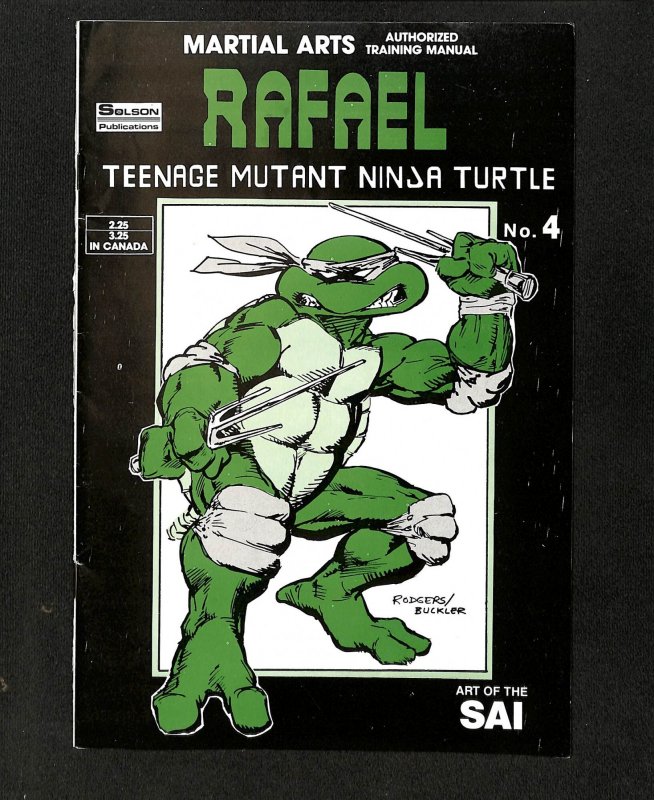 MARTIAL ARTS AUTHORIZED TRAINING MANUAL
SOLSON
Publications
RAFAEL
TEENAGE MUTANT NINJA TURTLE
2.25
3.25
IN CANADA
No. 4
RODGERS/
BUCKLER
ART OF THE
SAI